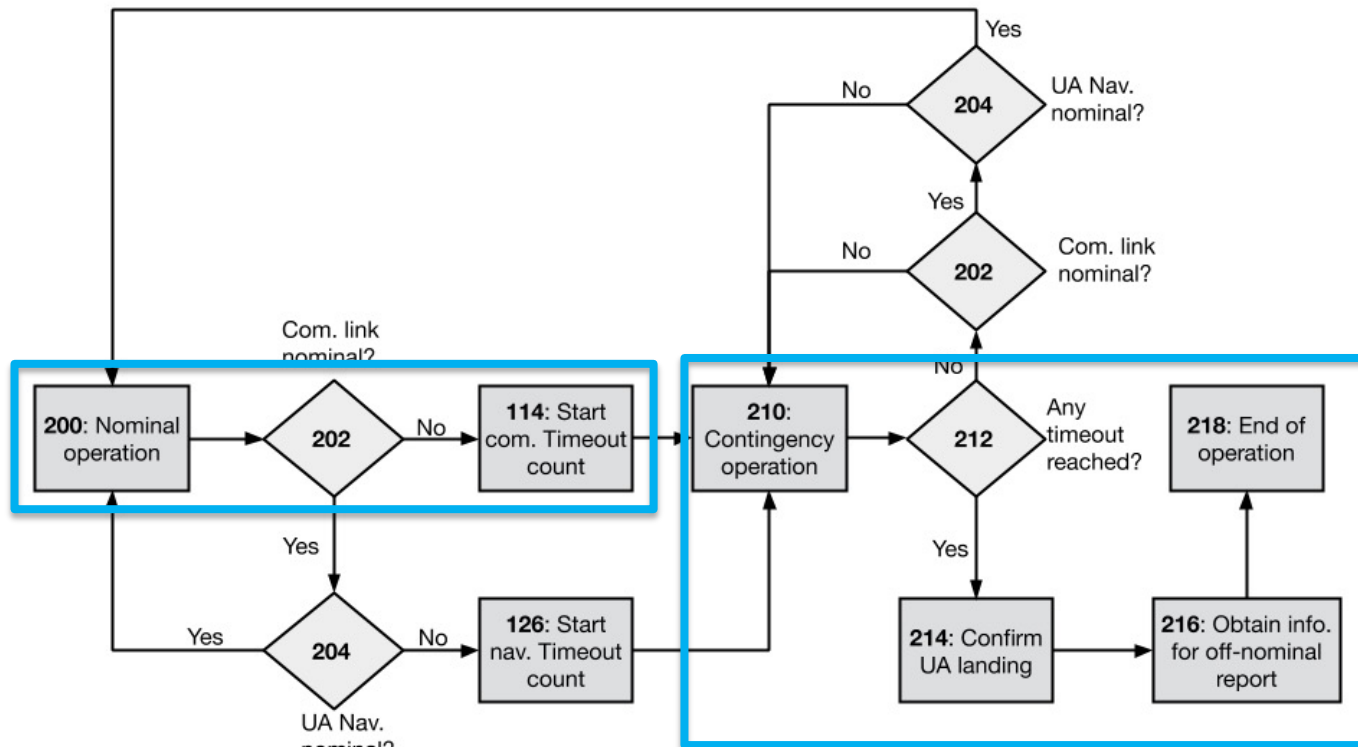 Yes
204
UA Nav.
nominal?
No
Yes
202
Com. link
nominal?
No
Com. link
nominal?
No
200: Nominal
operation
202
No
114: Start
com. Timeout
count
210:
Contingency
operation
212
Any
timeout
reached?
218: End of
operation
Yes
Yes
Yes
204
No
126: Start
nav. Timeout
count
214: Confirm
UA landing
216: Obtain info.
for off-nominal
report
UA Nav.
nominal?